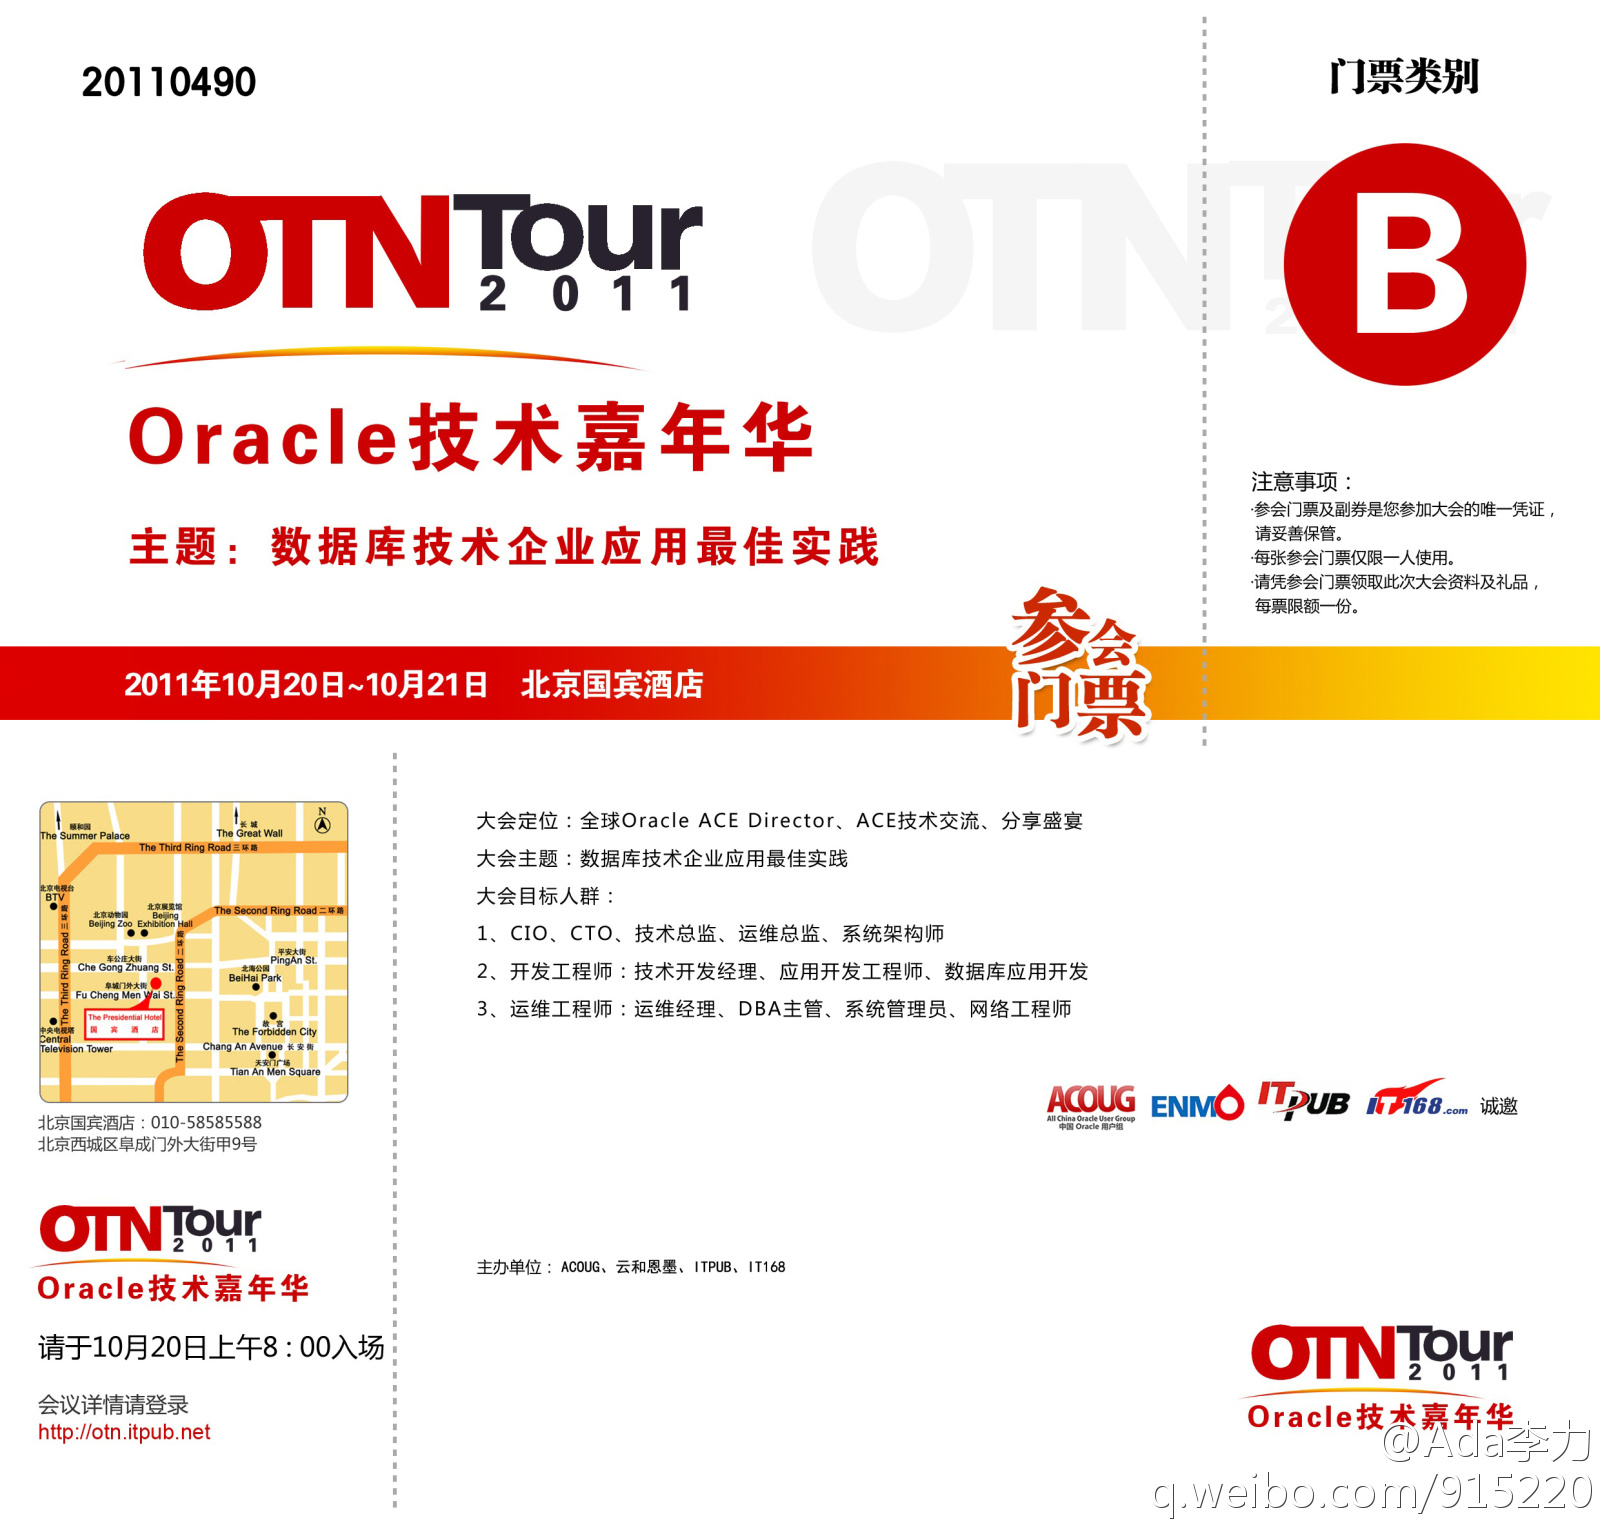 20110490
门票类别
OTN Tour
2011
B
OTN Tour
2
Oracle技术嘉年华
主题：数据库技术企业应用最佳实践
注意事项：
·参会门票及副券是您参加大会的唯一凭证，
请妥善保管。
·每张参会门票仅限一人使用。
·请凭参会门票领取此次大会资料及礼品，
每票限额一份。
参会
门票
2011年10月20日~10月21日 北京国宾酒店
颐和园
The Summer Palace
长城
The Great Wall
N
The Third Ring Road 三环路
北京电视台
BTV
北京动物园
Beijing Zoo
北京展览馆
Beijing
Exhibition Hall
The Second Ring Road 二环路
The Third Ring Road 三环路
The Second Ring Road 二环路
车公庄大街
Che Gong Zhuang St.
平安大街
PingAn St.
北海公园
BeiHai Park
阜城门外大街
Fu Cheng Men Wai St.
The Presidential Hotel
国宾酒店
中央电视塔
Central
Television Tower
故宫
The Forbidden City
Chang An Avenue 长安街
天安门广场
Tian An Men Square
北京国宾酒店：010-58585588
北京西城区阜成门外大街甲9号
OTN Tour
2011
Oracle技术嘉年华
请于10月20日上午8：00入场
会议详情请登录
http://otn.itpub.net
大会定位：全球Oracle ACE Director、ACE技术交流、分享盛宴
大会主题：数据库技术企业应用最佳实践
大会目标人群：
1、CIO、CTO、技术总监、运维总监、系统架构师
2、开发工程师：技术开发经理、应用开发工程师、数据库应用开发
3、运维工程师：运维经理、DBA主管、系统管理员、网络工程师
ACOUG
All China Oracle User Group
中国 Oracle 用户组
ENMO
ITPUB
IT168.com
诚邀
主办单位：ACOUG、云和恩墨、ITPUB、IT168
OTN Tour
2011
Oracle技术嘉年华
@Ada李力
q.weibo.com/915220